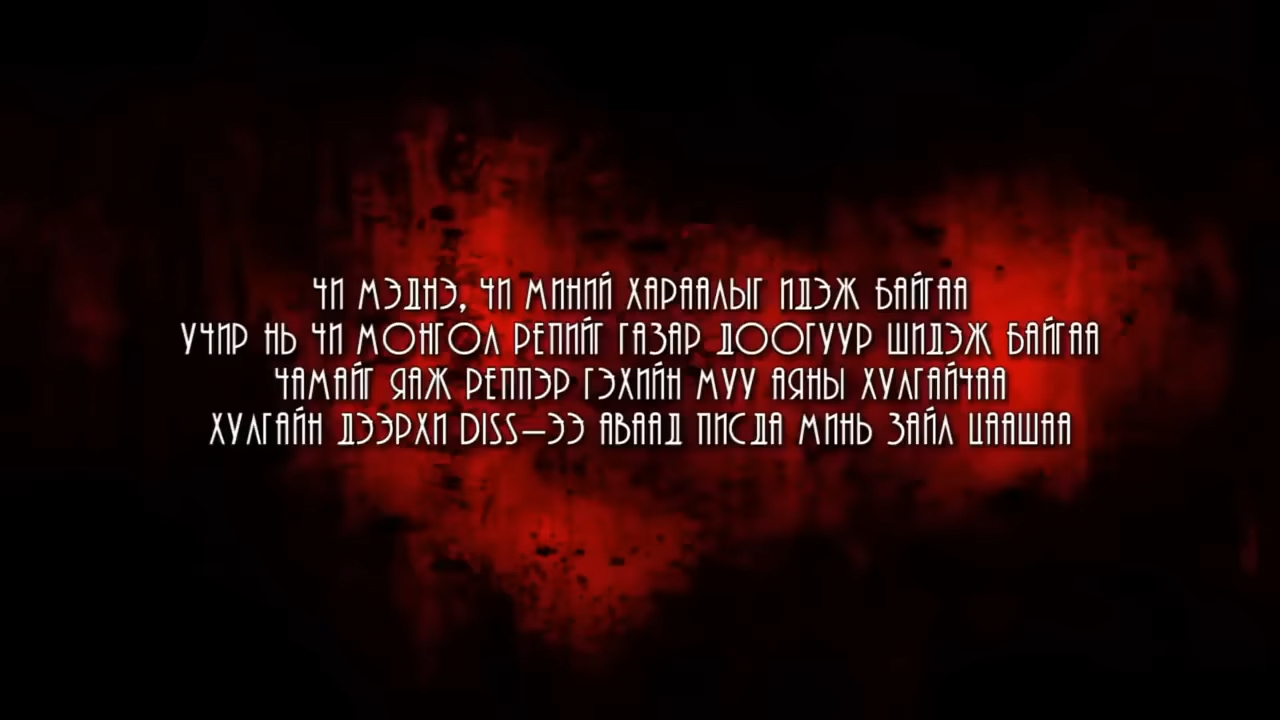 ЧИ МЭДНЭ, ЧИ МИНИЙ ХАРААЛЫГ ИДЭЖ БАЙГАА
УЧИР НЬ ЧИ МОНГОЛ РЕПИЙГ ГАЗАР ДООГУУР ШИДЭЖ БАЙГАА
ЧАМАЙГ ЯАЖ РЕППЭР ГЭХИЙН МУУ АЯНЫ ХУЛГАЙЧАА
ХУЛГАЙН ДЭЭРХИ DISS-ЭЭ АВААД ПИСДА МИНЬ ЗАЙЛ ЦААШАА